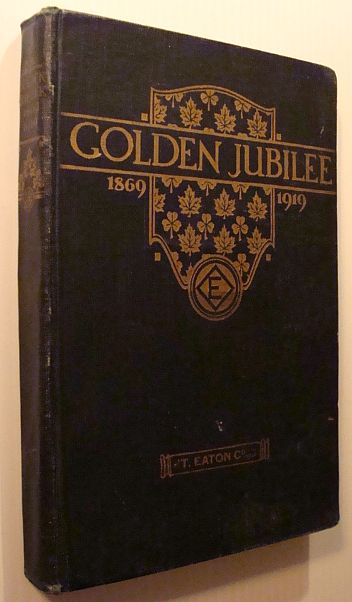 GOLDEN JUBILEE
1869 1919
E
T. EATON Co